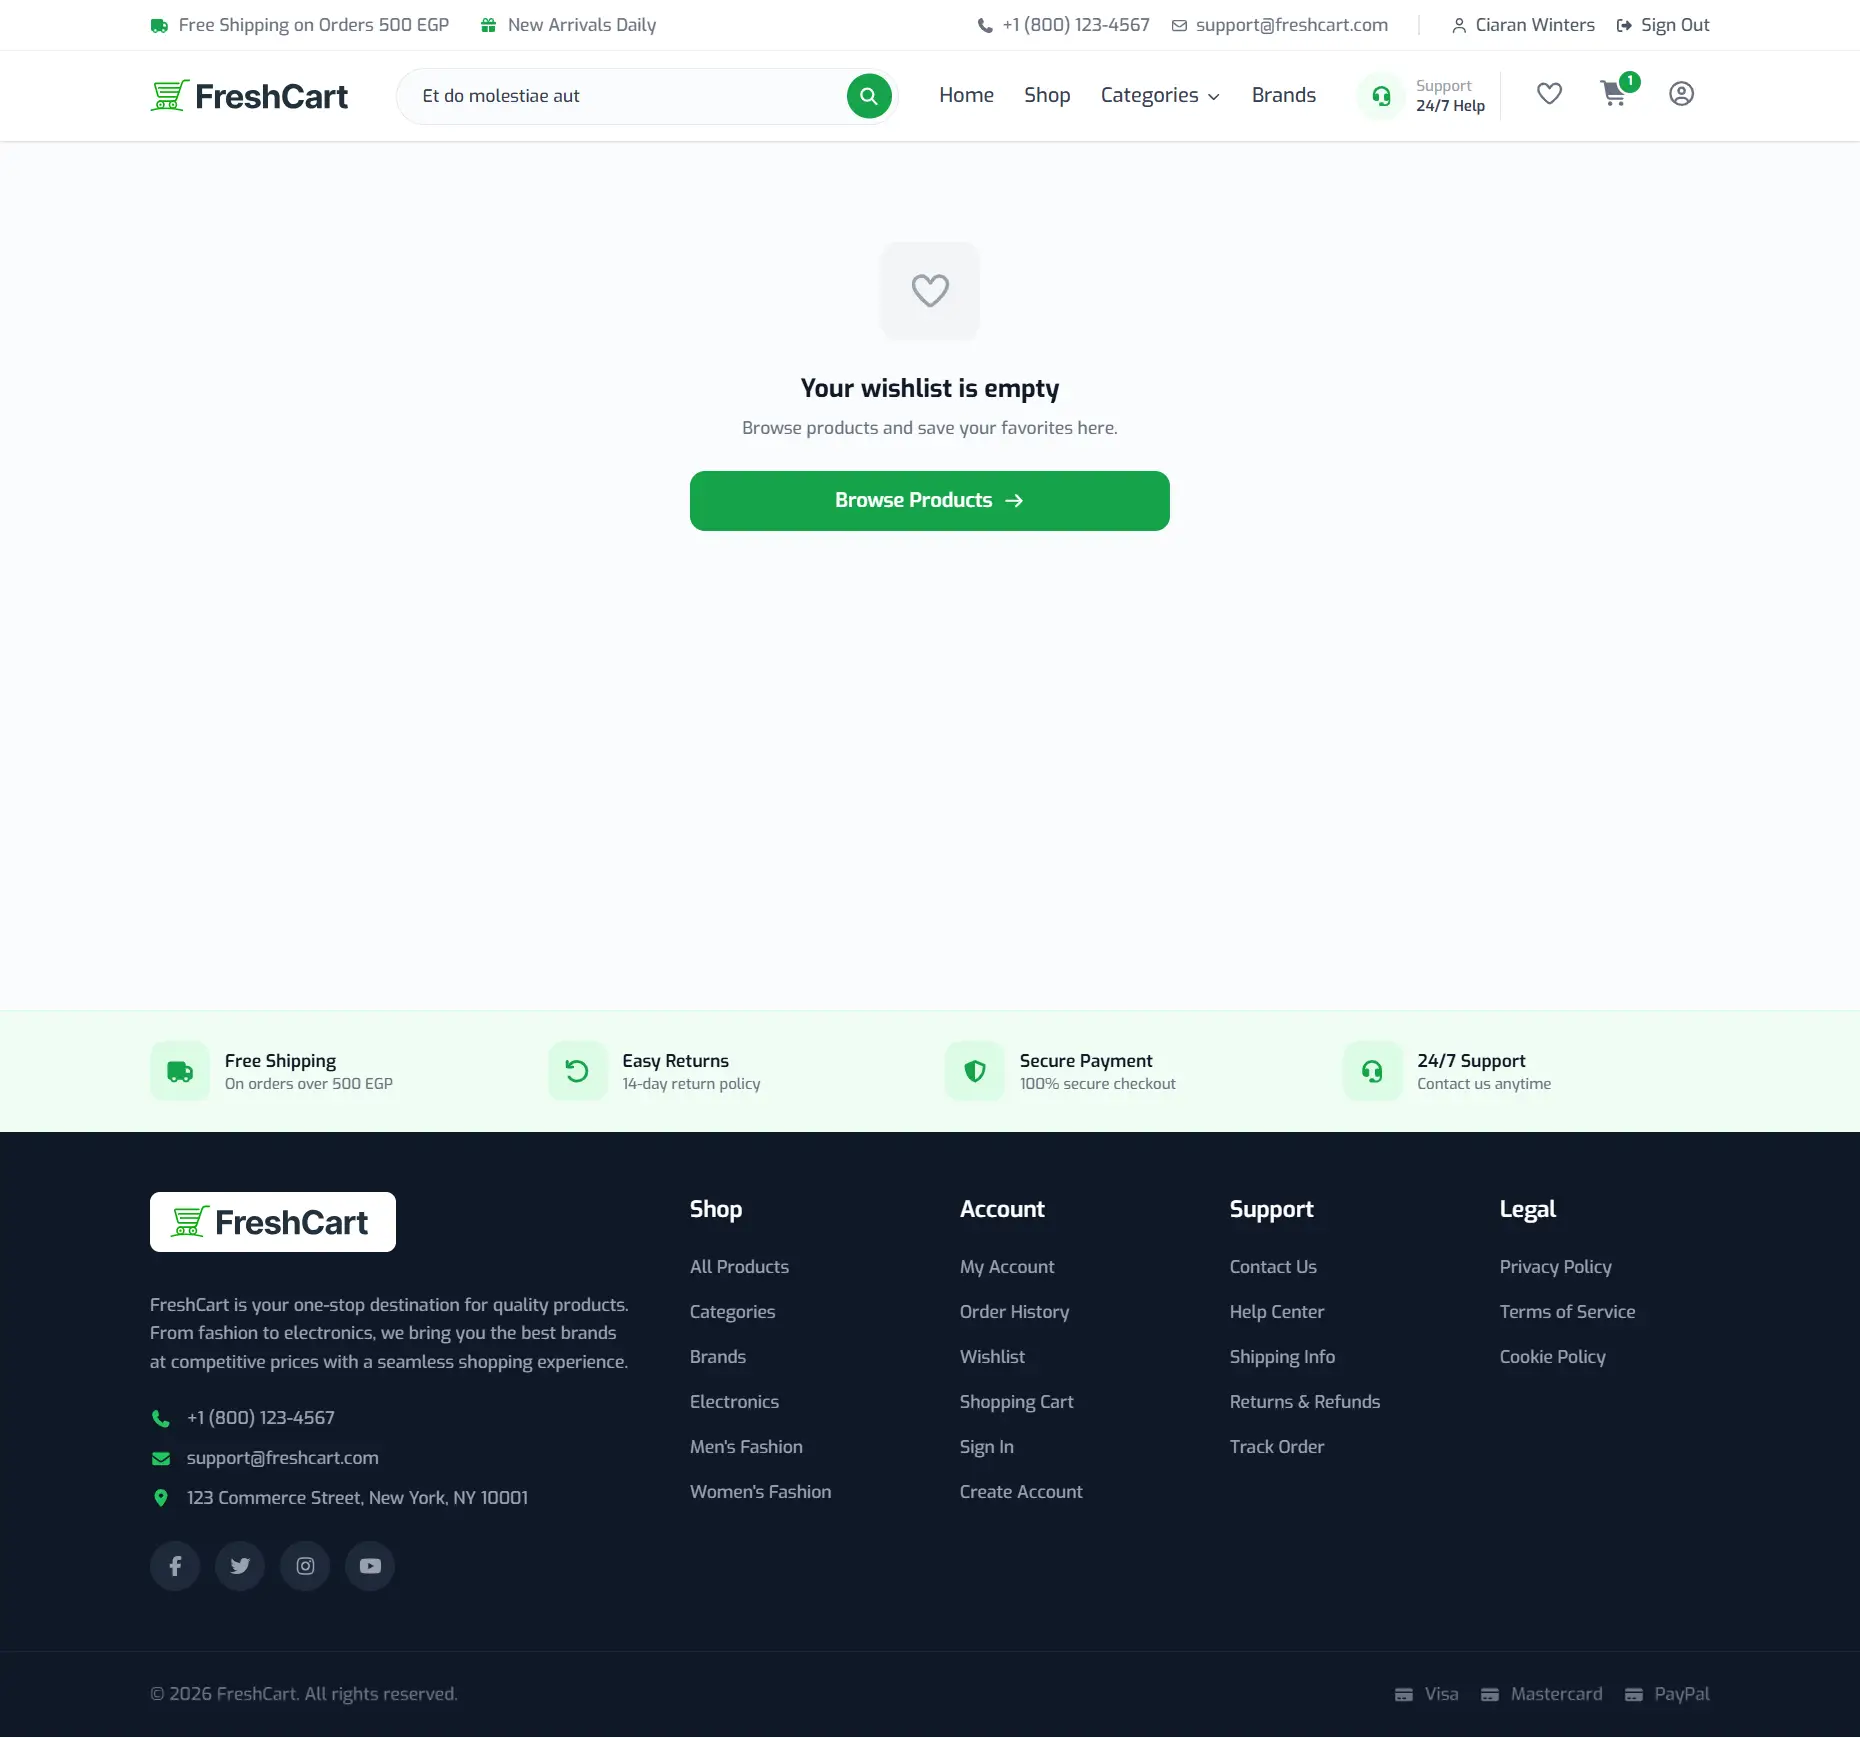 Free Shipping on Orders 500 EGP
New Arrivals Daily
+1 (800) 123-4567
support@freshcart.com
Ciaran Winters
Sign Out
FreshCart
Et do molestiae aut
Home
Shop
Categories
Brands
Support
24/7 Help
1
Your wishlist is empty
Browse products and save your favorites here.
Browse Products
Free Shipping
On orders over 500 EGP
Easy Returns
14-day return policy
Secure Payment
100% secure checkout
24/7 Support
Contact us anytime
FreshCart
FreshCart is your one-stop destination for quality products.
From fashion to electronics, we bring you the best brands
at competitive prices with a seamless shopping experience.
+1 (800) 123-4567
support@freshcart.com
123 Commerce Street, New York, NY 10001
Shop
All Products
Categories
Brands
Electronics
Men's Fashion
Women's Fashion
Account
My Account
Order History
Wishlist
Shopping Cart
Sign In
Create Account
Support
Contact Us
Help Center
Shipping Info
Returns & Refunds
Track Order
Legal
Privacy Policy
Terms of Service
Cookie Policy
© 2026 FreshCart. All rights reserved.
Visa
Mastercard
PayPal